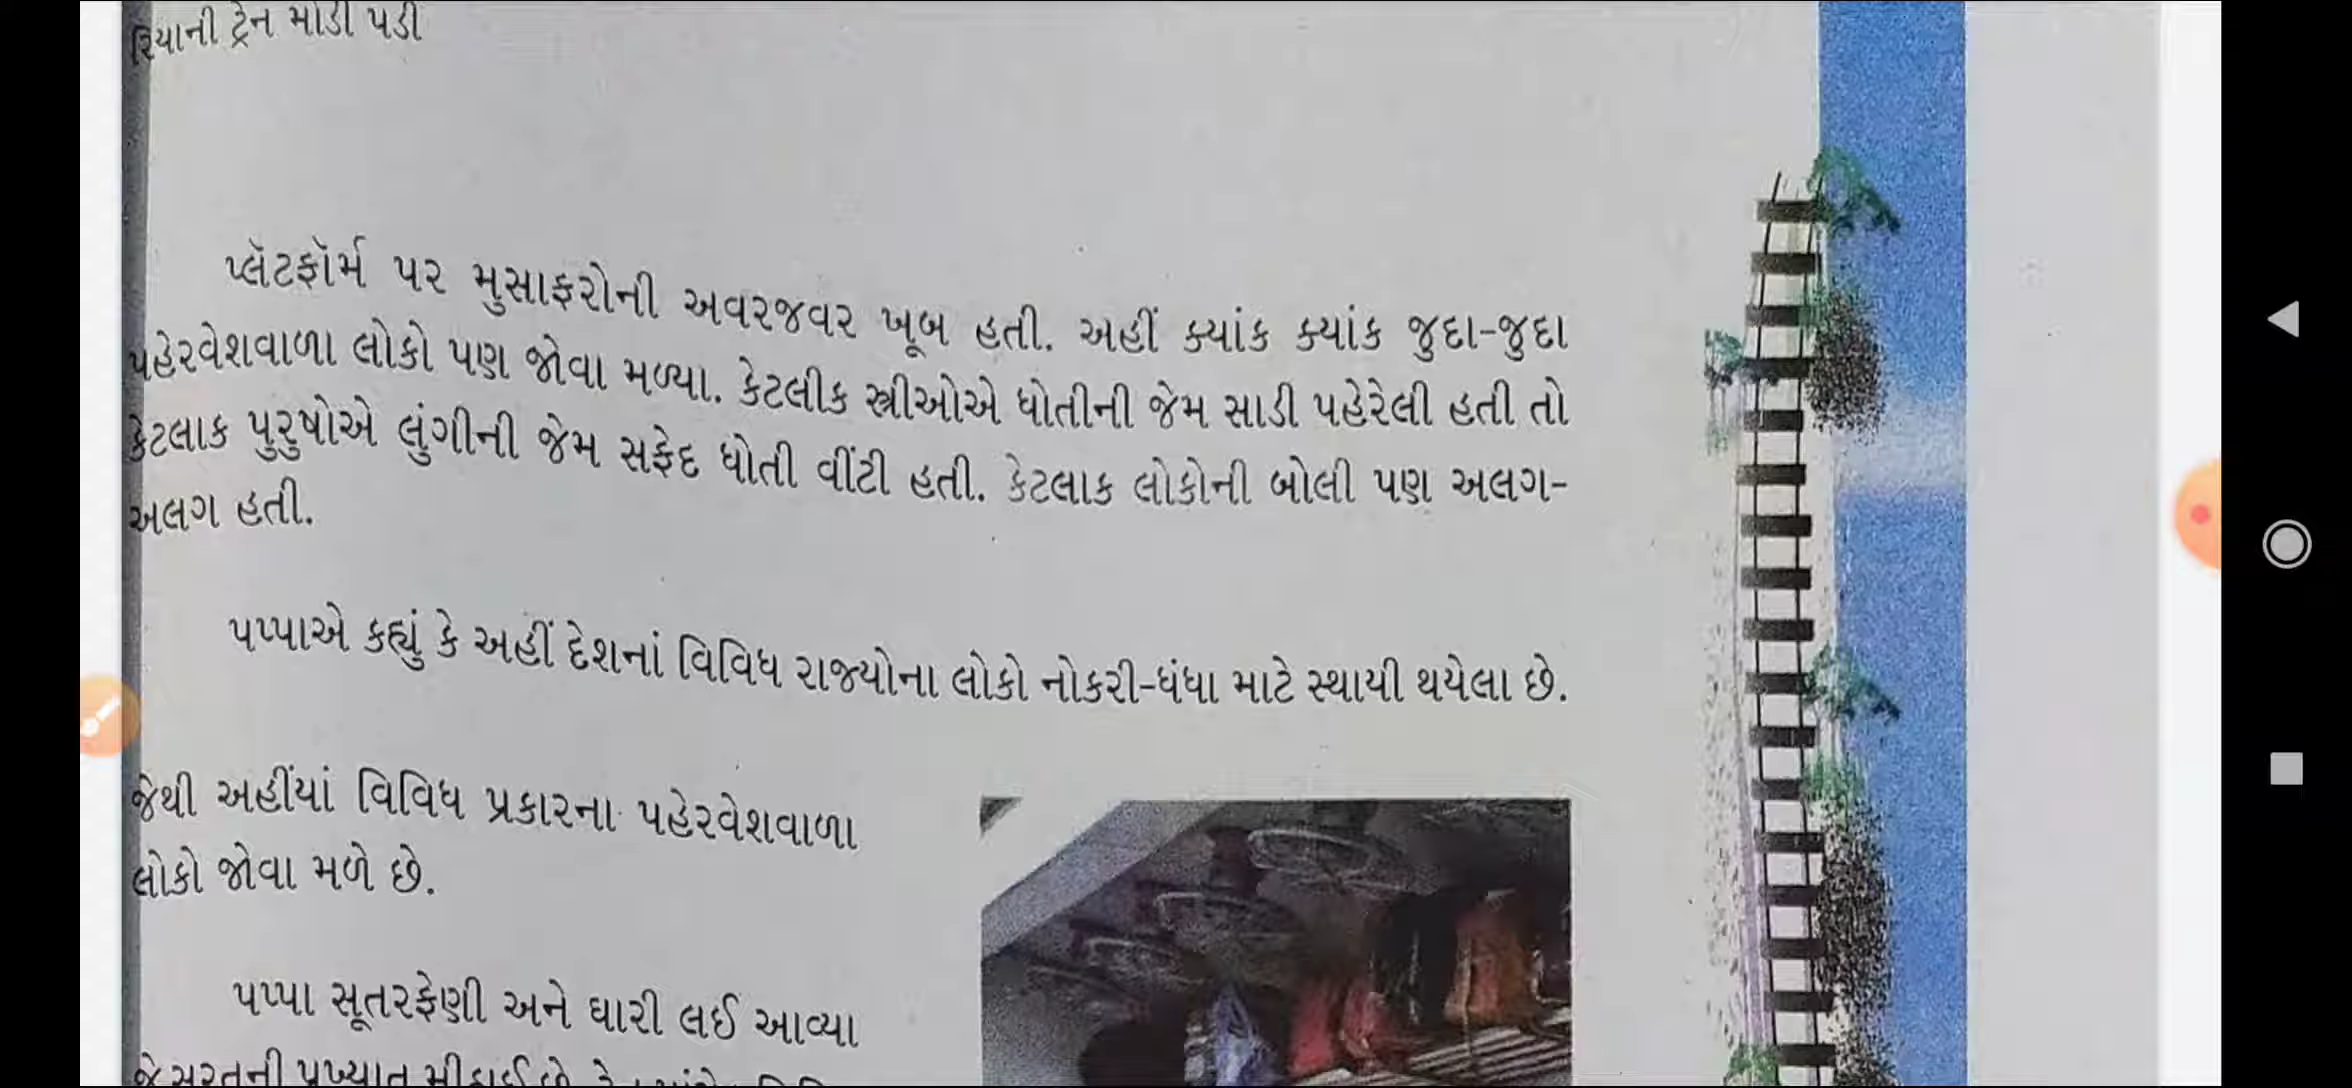 રિયાની ટ્રેન મોડી પડી
પ્લૅટફૉર્મ પર મુસાફરોની અવરજવર ખૂબ હતી. અહીં ક્યાંક ક્યાંક જુદા-જુદા
પહેરવેશવાળા લોકો પણ જોવા મળ્યા. કેટલીક સ્ત્રીઓએ ધોતીની જેમ સાડી પહેરેલી હતી તો
કેટલાક પુરુષોએ લુંગીની જેમ સફેદ ધોતી વીંટી હતી. કેટલાક લોકોની બોલી પણ અલગ-
અલગ હતી.
પપ્પાએ કહ્યું કે અહીં દેશનાં વિવિધ રાજ્યોના લોકો નોકરી-ધંધા માટે સ્થાયી થયેલા છે.
જેથી અહીંયાં વિવિધ પ્રકારના પહેરવેશવાળા
લોકો જોવા મળે છે.
પપ્પા સૂતરફેણી અને ઘારી લઈ આવ્યા
જે સુરતની પ્રખ્યાત મીઠાઈ છે.